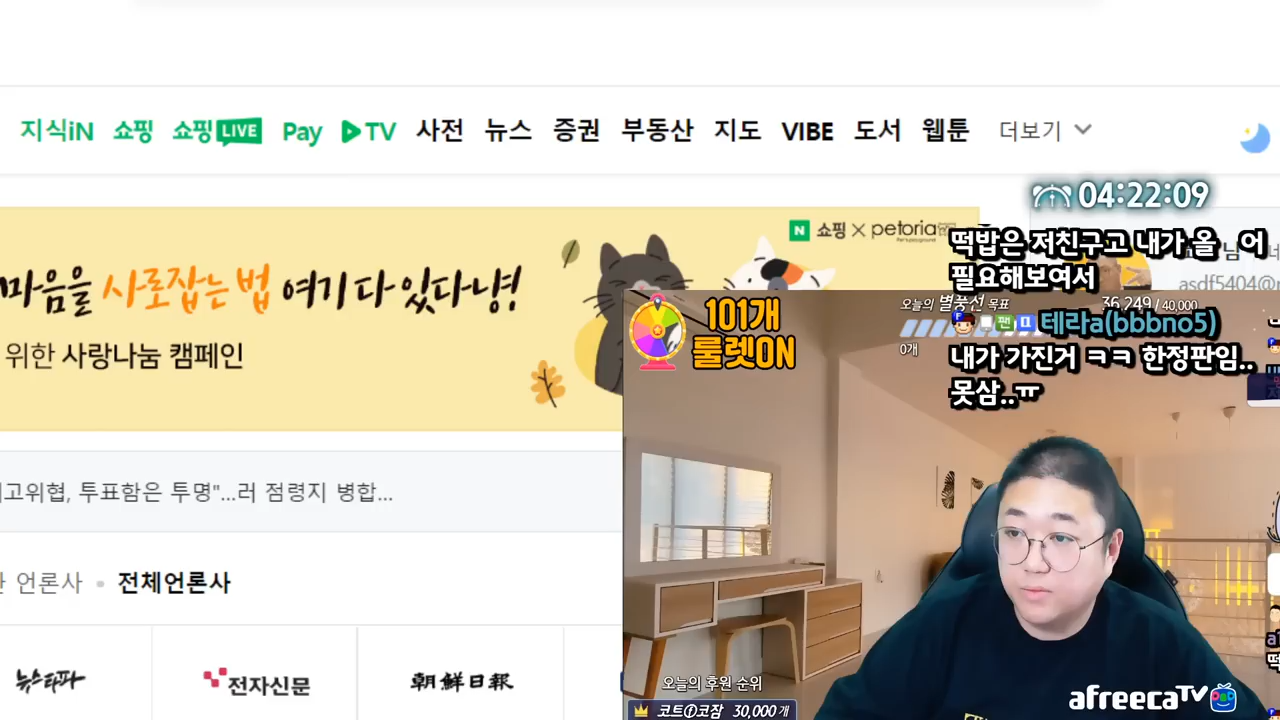 지식iN 쇼핑 쇼핑LIVE Pay TV 사전 뉴스 증권 부동산 지도 VIBE 도서 웹툰 더보기
04:22:09
N 쇼핑 × petoria
마음을 사로잡는 법 여기 다 있다냥!
위한 사랑나눔 캠페인
떡밥은 저친구고 내가 올 어
필요해보여서
님
asdf5404@n
101개
룰렛ON
오늘의 별풍선 목표
36,249 / 40,000
0개
F 팬 테라a(bbbno5)
내가 가진거 ㅋㅋ 한정판임..
못삼..ㅠ
고위협, 투표함은 투명"...러 점령지 병합...
언론사 전체언론사
뉴스타파
전자신문
朝鮮日報
오늘의 후원 순위
코트①코잠 30,000개
afreecaTV